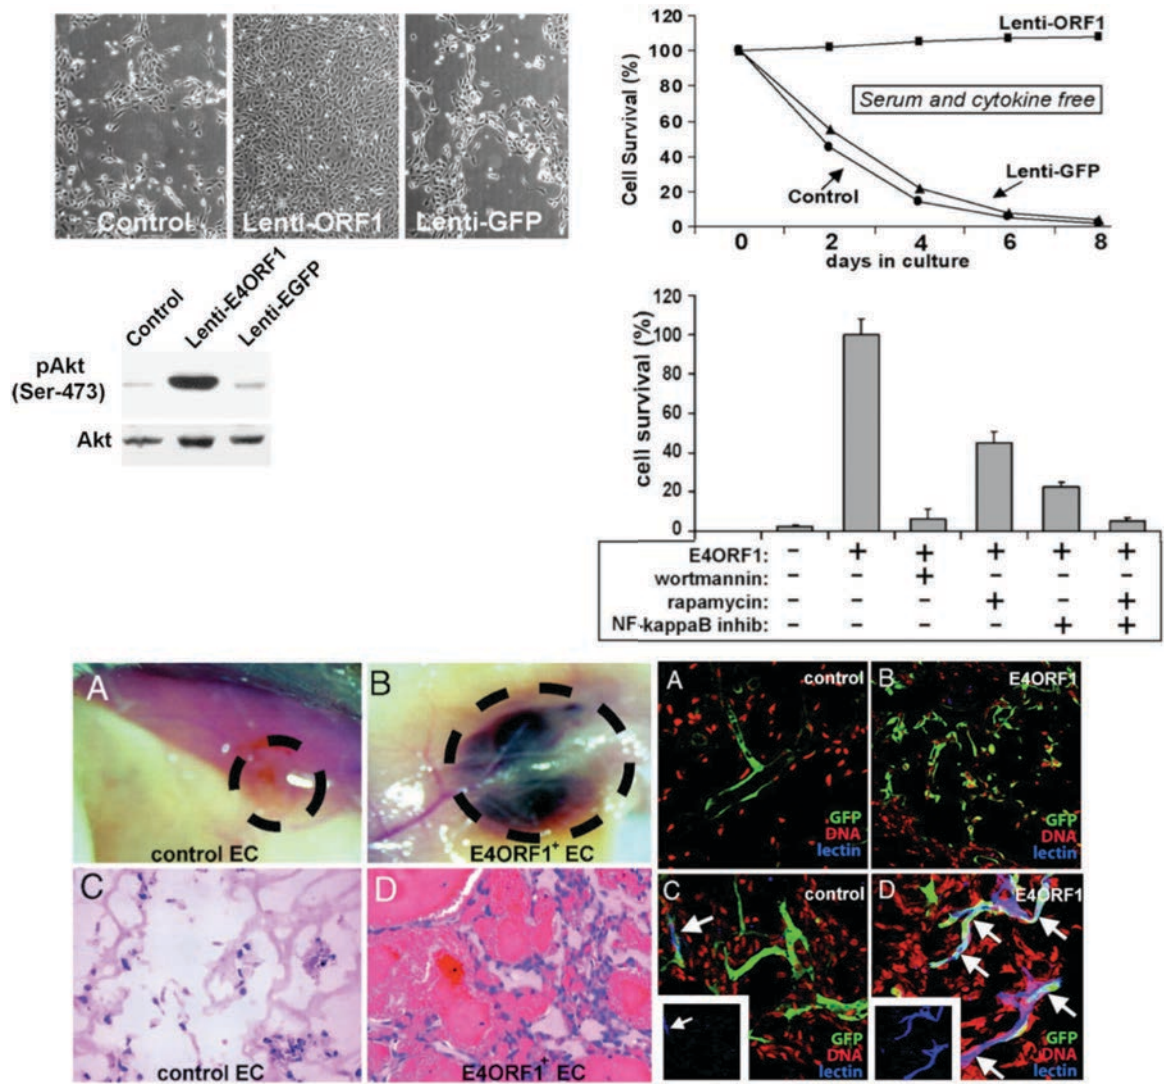 Control
Lenti-ORF1
Lenti-GFP
Control
Lenti-E4ORF1
Lenti-EGFP
pAkt
(Ser-473)
Akt
Cell Survival (%)
120
100
80
60
40
20
0
Lenti-ORF1
Serum and cytokine free
Lenti-GFP
Control
0 2 4 6 8
days in culture
cell survival (%)
120
100
80
60
40
20
0
E4ORF1: - + + + + +
wortmannin: - - + - - -
rapamycin: - - - + - +
NF-kappaB inhib: - - - - + +
A
control EC
B
E4ORF1+ EC
C
control EC
D
E4ORF1+ EC
A
control
GFP
DNA
lectin
B
E4ORF1
GFP
DNA
lectin
C
control
GFP
DNA
lectin
D
E4ORF1
GFP
DNA
lectin